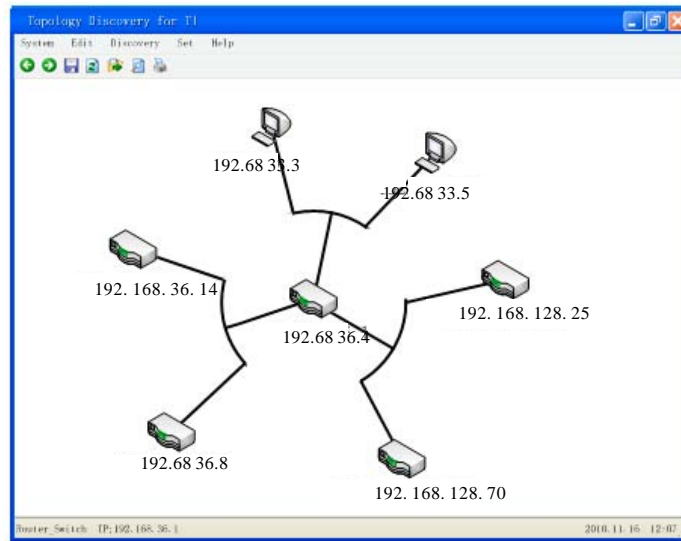 Topology Discovery for T1
System Edit Discovery Set Help
192.68 33.3
192.68 33.5
192. 168. 36. 14
192. 168. 128. 25
192.68 36.4
192.68 36.8
192. 168. 128. 70
Router_Switch IP:192.168.36.1
2010.11.16 12:07